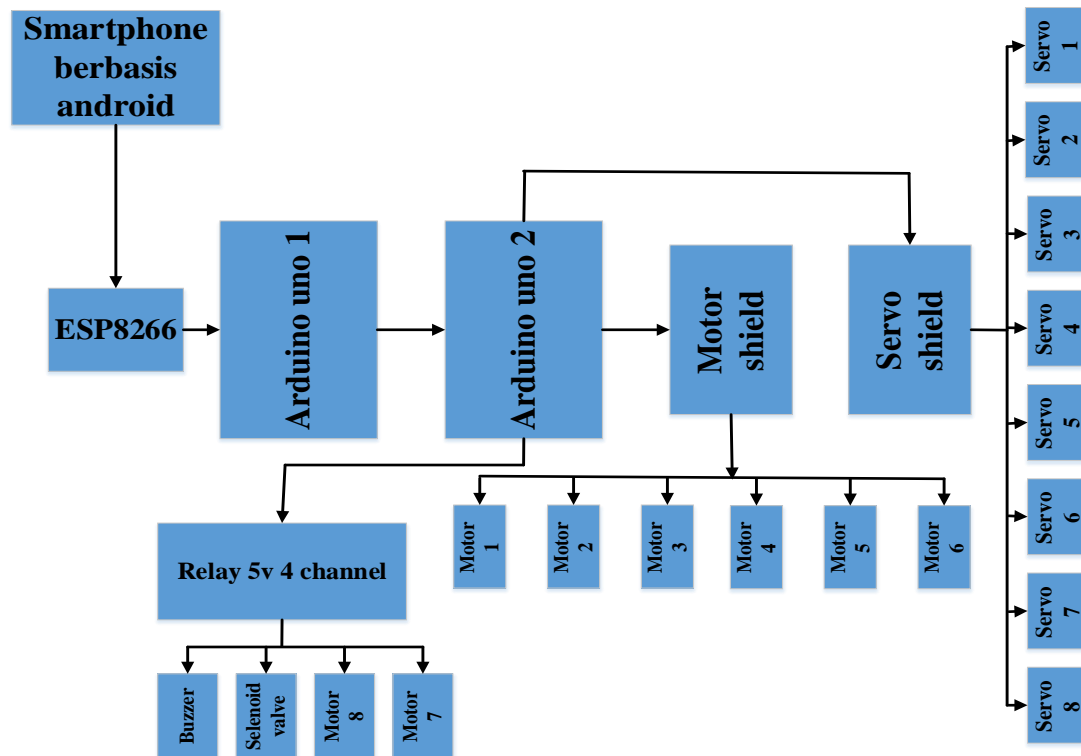 Smartphone
berbasis
android
ESP8266
Arduino uno 1
Arduino uno 2
Motor
shield
Servo
shield
Servo
1
Servo
2
Servo
3
Servo
4
Servo
5
Servo
6
Servo
7
Servo
8
Motor
1
Motor
2
Motor
3
Motor
4
Motor
5
Motor
6
Relay 5v 4 channel
Buzzer
Selenoid
valve
Motor
8
Motor
7